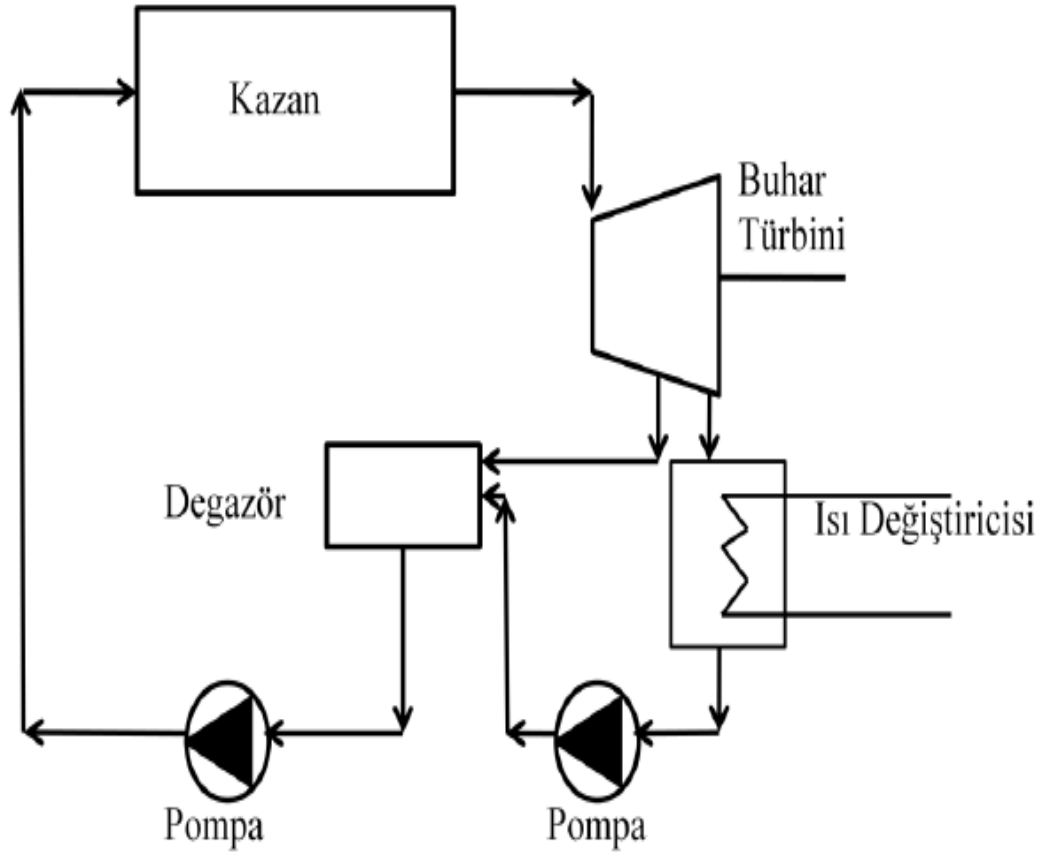 Kazan
Buhar
Türbini
Degazör
Isı Değiştiricisi
Pompa
Pompa